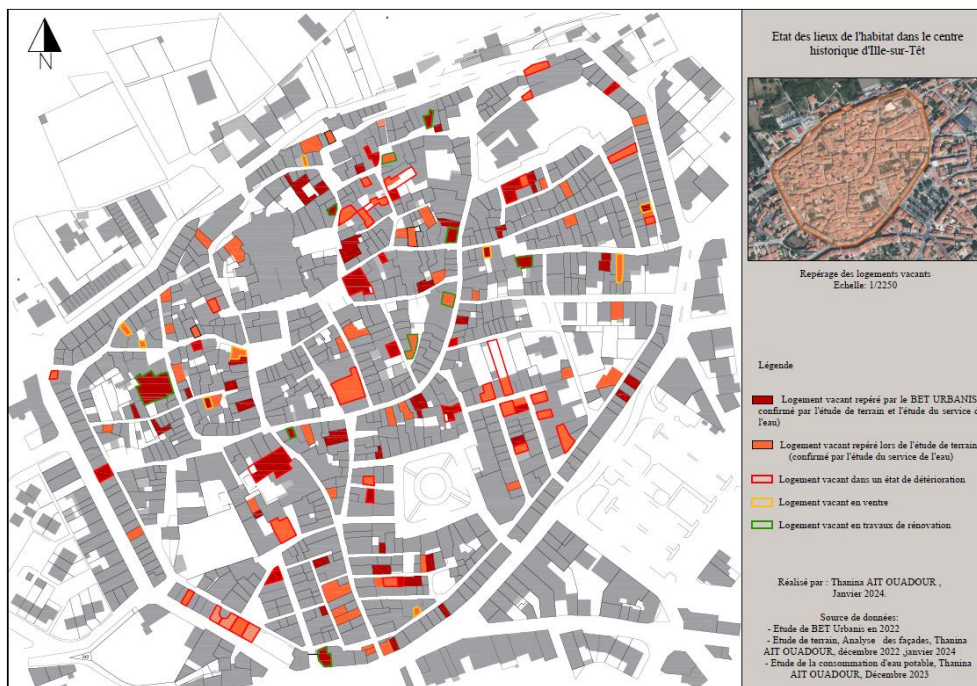 N
Etat des lieux de l'habitat dans le centre
historique d'Ille-sur-Têt
Repérage des logements vacants
Echelle: 1/2250
Légende
Logement vacant repéré par le BET URBANIS
confirmé par l'étude de terrain et l'étude du service d
l'eau)
Logement vacant repéré lors de l'étude de terrain
(confirmé par l'étude du service de l'eau)
Logement vacant dans un état de détérioration
Logement vacant en ventre
Logement vacant en travaux de rénovation
Réalisé par : Thanina AIT OUADOUR ,
Janvier 2024.
Source de données:
- Etude de BET Urbanis en 2022
- Etude de terrain, Analyse des façades, Thanina
AIT OUADOUR, décembre 2022 ,janvier 2024
- Etude de la consommation d'eau potable, Thanina
AIT OUADOUR, Décembre 2023